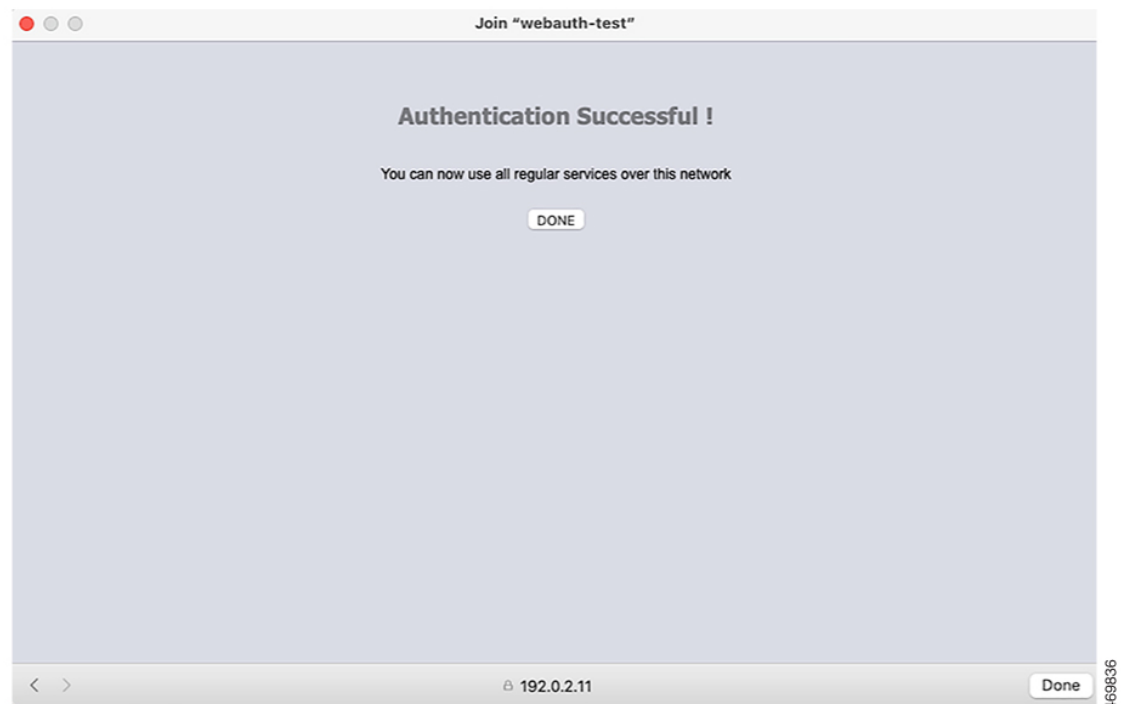 Join “webauth-test”
Authentication Successful !
You can now use all regular services over this network
DONE
192.0.2.11
Done
469836